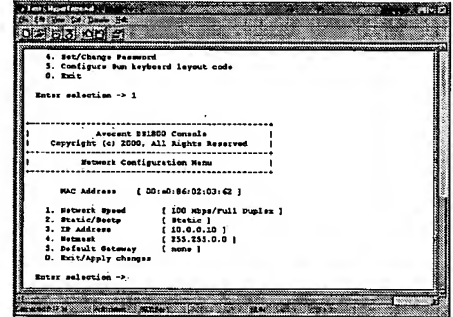 4. Set/Change Password
5. Configure Sun keyboard layout code
0. Exit
Enter selection -> 1
Avocent DS1800 Console
Copyright (c) 2000, All Rights Reserved
Network Configuration Menu
MAC Address [ 00:a0:86:02:03:62 ]
1. Network Speed [ 100 Mbps/Full Duplex ]
2. Static/Bootp [ Static ]
3. IP Address [ 10.0.0.10 ]
4. Netmask [ 255.255.0.0 ]
5. Default Gateway [ none ]
0. Exit/Apply changes
Enter selection ->